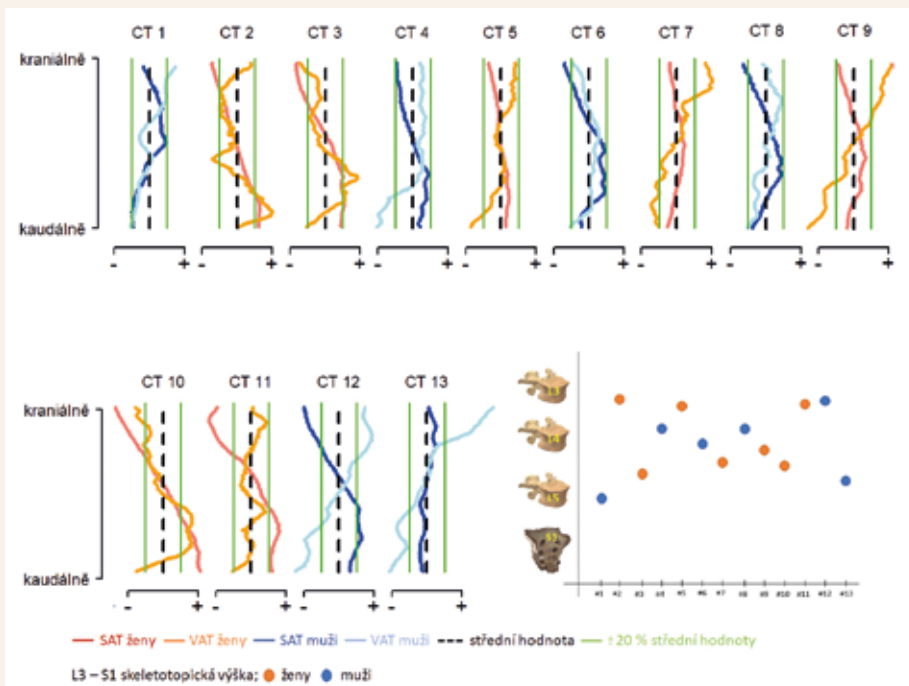 CT 1 CT 2 CT 3 CT 4 CT 5 CT 6 CT 7 CT 8 CT 9
kraniálně
kaudálně
- + - + - + - + - + - + - + - + - +
CT 10 CT 11 CT 12 CT 13
kraniálně
kaudálně
- + - + - + - +
L3
L4
L5
S1
#1 #2 #3 #4 #5 #6 #7 #8 #9 #10 #11 #12 #13
SAT ženy VAT ženy SAT muži VAT muži střední hodnota 20 % střední hodnoty
L3 – S1 skeletotopická výška; ženy muži